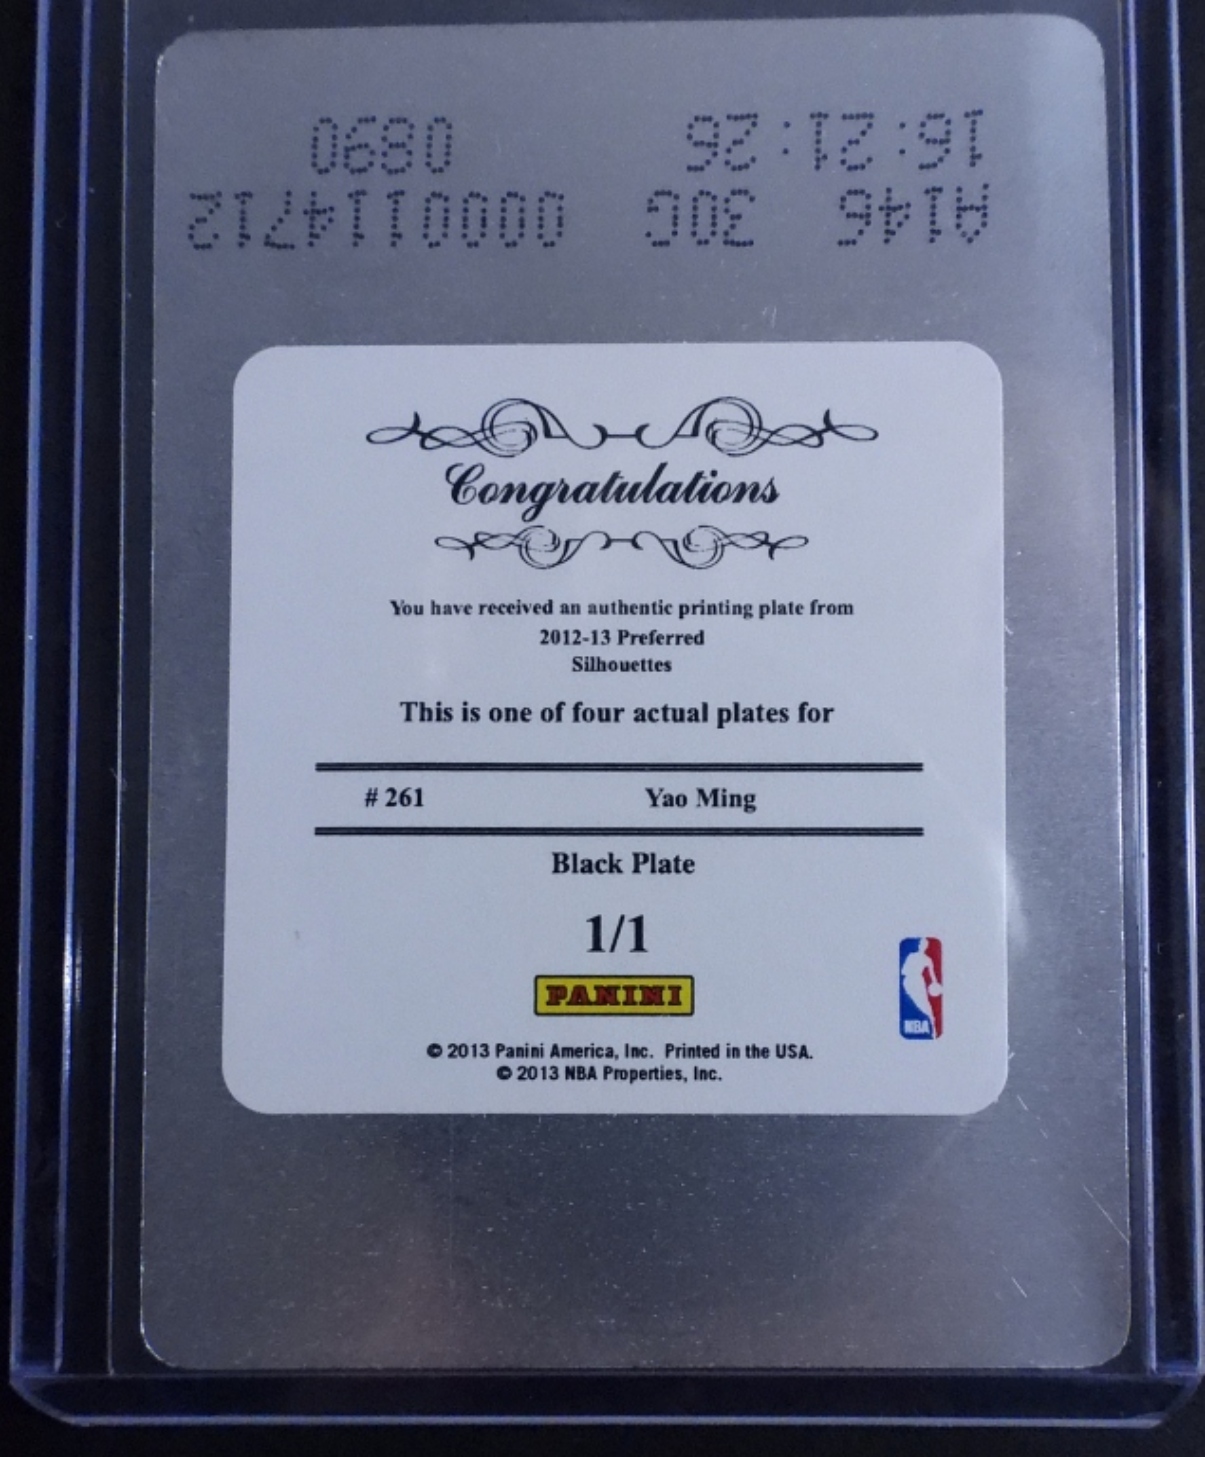 A146 30C 0000114712
16:21:26 0890
Congratulations
You have received an authentic printing plate from
2012-13 Preferred
Silhouettes
This is one of four actual plates for
# 261 Yao Ming
Black Plate
1/1
PANINI
NBA
© 2013 Panini America, Inc. Printed in the USA.
© 2013 NBA Properties, Inc.